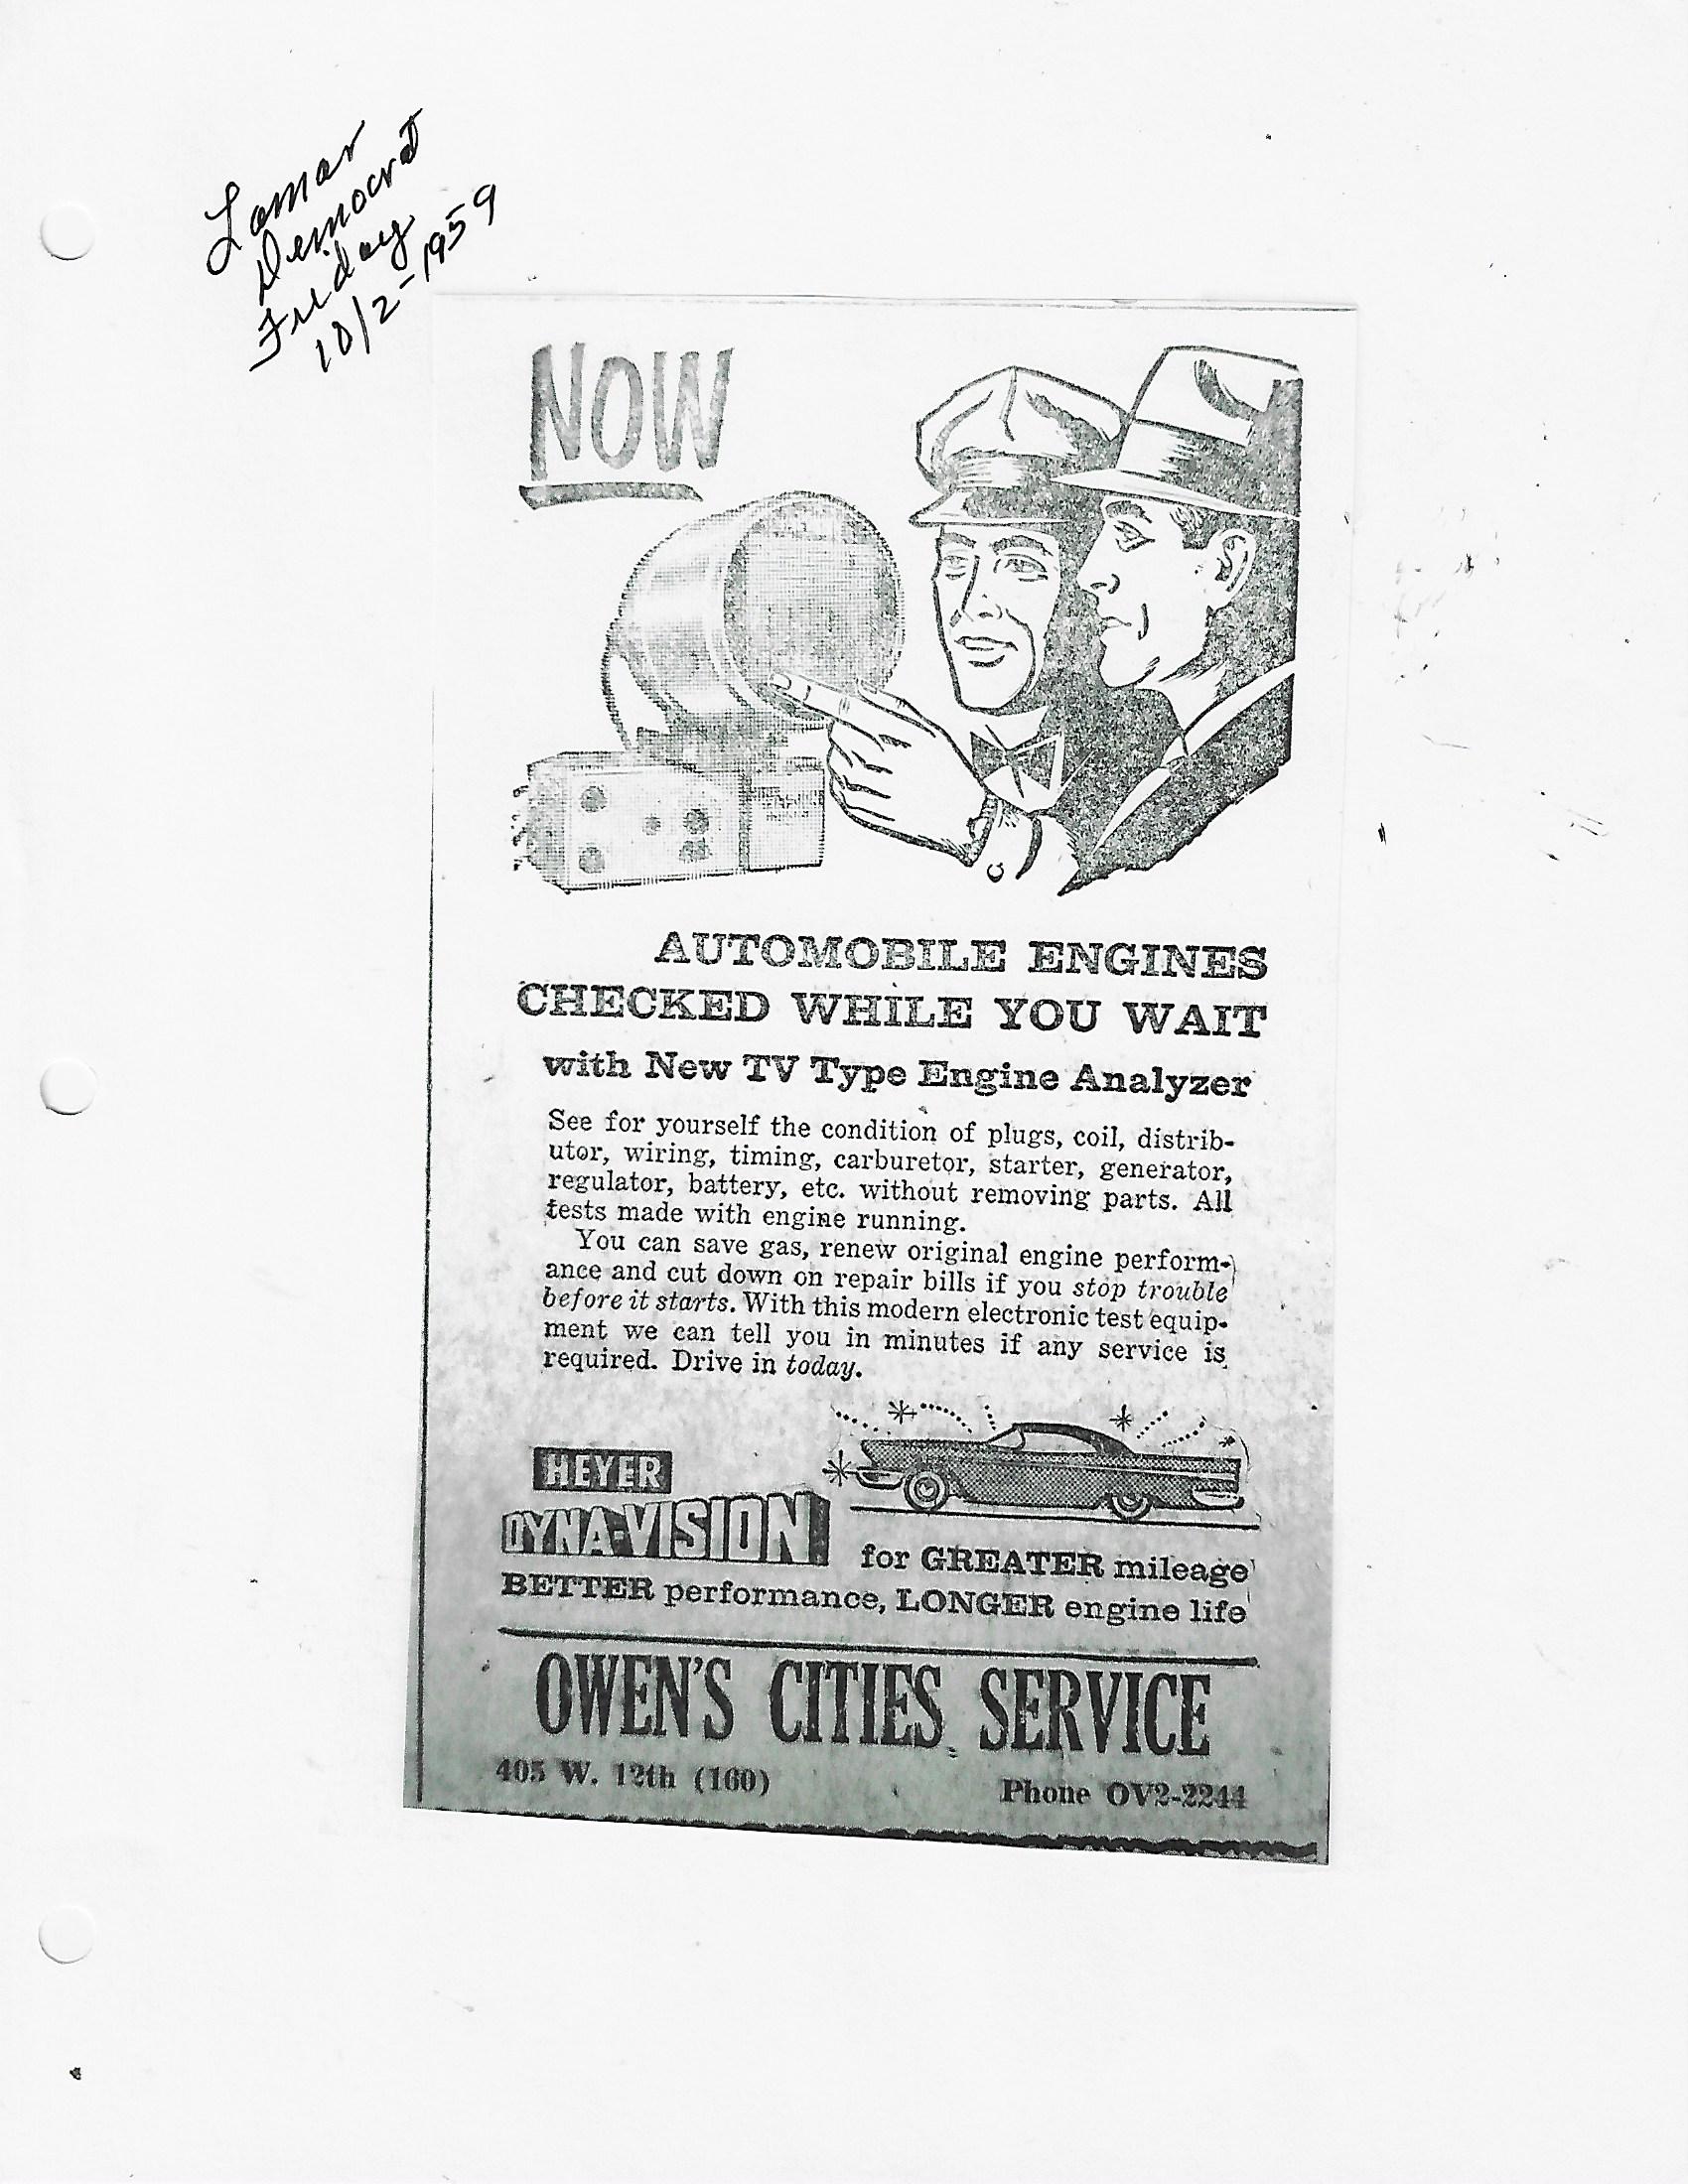 Lamar
Democrat
Friday
10/2-1959
NOW
AUTOMOBILE ENGINES
CHECKED WHILE YOU WAIT
with New TV Type Engine Analyzer
See for yourself the condition of plugs, coil, distrib-
utor, wiring, timing, carburetor, starter, generator,
regulator, battery, etc. without removing parts. All
tests made with engine running.
You can save gas, renew original engine perform-
ance and cut down on repair bills if you stop trouble
before it starts. With this modern electronic test equip-
ment we can tell you in minutes if any service is
required. Drive in today.
HEYER
DYNA-VISION
for GREATER mileage
BETTER performance, LONGER engine life
OWEN'S CITIES SERVICE
405 W. 12th (160)
Phone OV2-2244